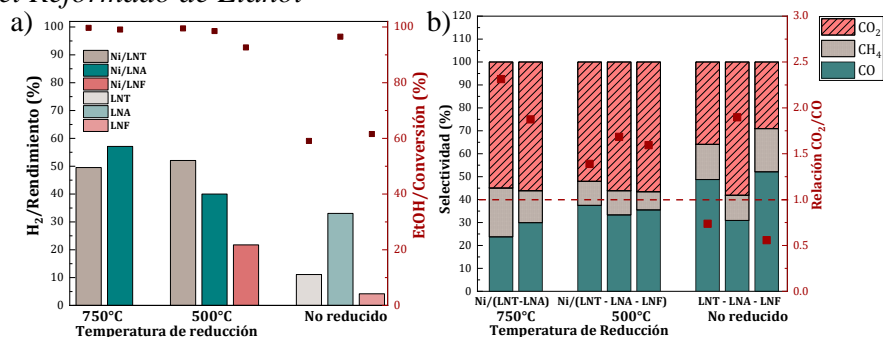 el Reformado de Etanol
a)
H₂/Rendimiento (%)
100
90
80
70
60
50
40
30
20
10
0
Ni/LNT
Ni/LNA
Ni/LNF
LNT
LNA
LNF
100
80
60
40
20
0
EtOH/Conversión (%)
750°C
500°C
No reducido
Temperatura de reducción
b)
Selectividad (%)
120
110
100
90
80
70
60
50
40
30
20
10
0
3.0
2.5
2.0
1.5
1.0
0.5
0.0
Relación CO₂/CO
CO₂
CH₄
CO
Ni/(LNT-LNA)
Ni/(LNT - LNA - LNF)
LNT - LNA - LNF
750°C
500°C
No reducido
Temperatura de Reducción